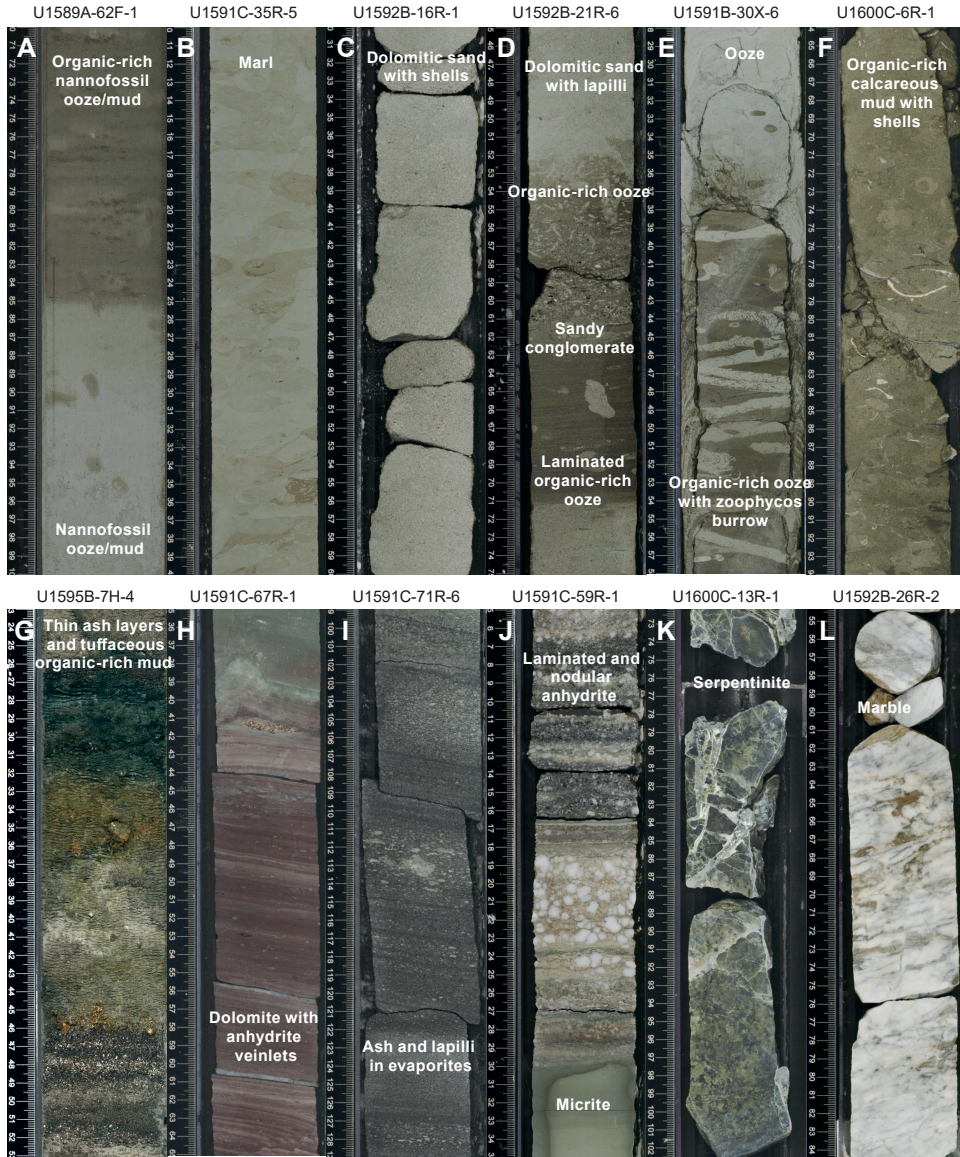 U1589A-62F-1
U1591C-35R-5
U1592B-16R-1
U1592B-21R-6
U1591B-30X-6
U1600C-6R-1
A
Organic-rich
nannofossil
ooze/mud
Nannofossil
ooze/mud
B
Marl
C
Dolomitic sand
with shells
D
Dolomitic sand
with lapilli
Organic-rich ooze
Sandy
conglomerate
Laminated
organic-rich
ooze
E
Ooze
Organic-rich ooze
with zoophycos
burrow
F
Organic-rich
calcareous
mud with
shells
U1595B-7H-4
U1591C-67R-1
U1591C-71R-6
U1591C-59R-1
U1600C-13R-1
U1592B-26R-2
G
Thin ash layers
and tuffaceous
organic-rich mud
H
Dolomite with
anhydrite
veinlets
I
Ash and lapilli
in evaporites
J
Laminated and
nodular
anhydrite
Micrite
K
Serpentinite
L
Marble